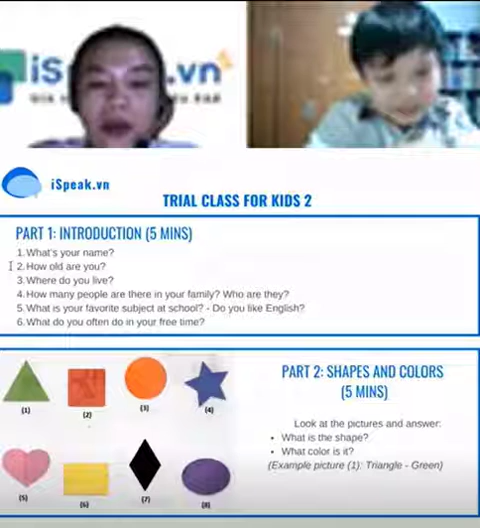 iS .vn
iSpeak.vn
TRIAL CLASS FOR KIDS 2
PART 1: INTRODUCTION (5 MINS)
1. What's your name?
2. How old are you?
3. Where do you live?
4. How many people are there in your family? Who are they?
5. What is your favorite subject at school? - Do you like English?
6. What do you often do in your free time?
(1) (2) (3) (4)
(5) (6) (7) (8)
PART 2: SHAPES AND COLORS
(5 MINS)
Look at the pictures and answer:
• What is the shape?
• What color is it?
(Example picture (1): Triangle - Green)